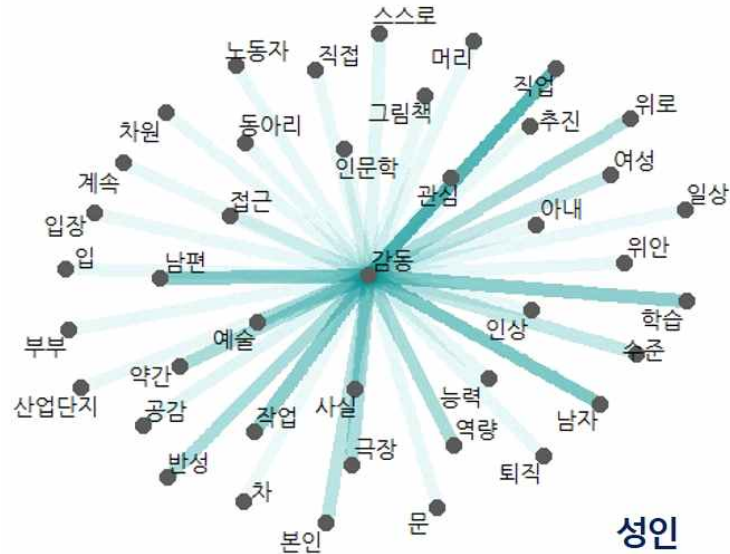 스스로
노동자
직접
머리
직업
그림책
위로
차원
동아리
추진
인문학
여성
계속
관심
접근
아내
일상
입장
입
남편
감동
위안
학습
부부
예술
인상
수준
약간
산업단지
공감
작업
사실
능력
남자
반성
극장
역량
퇴직
차
본인
문
성인